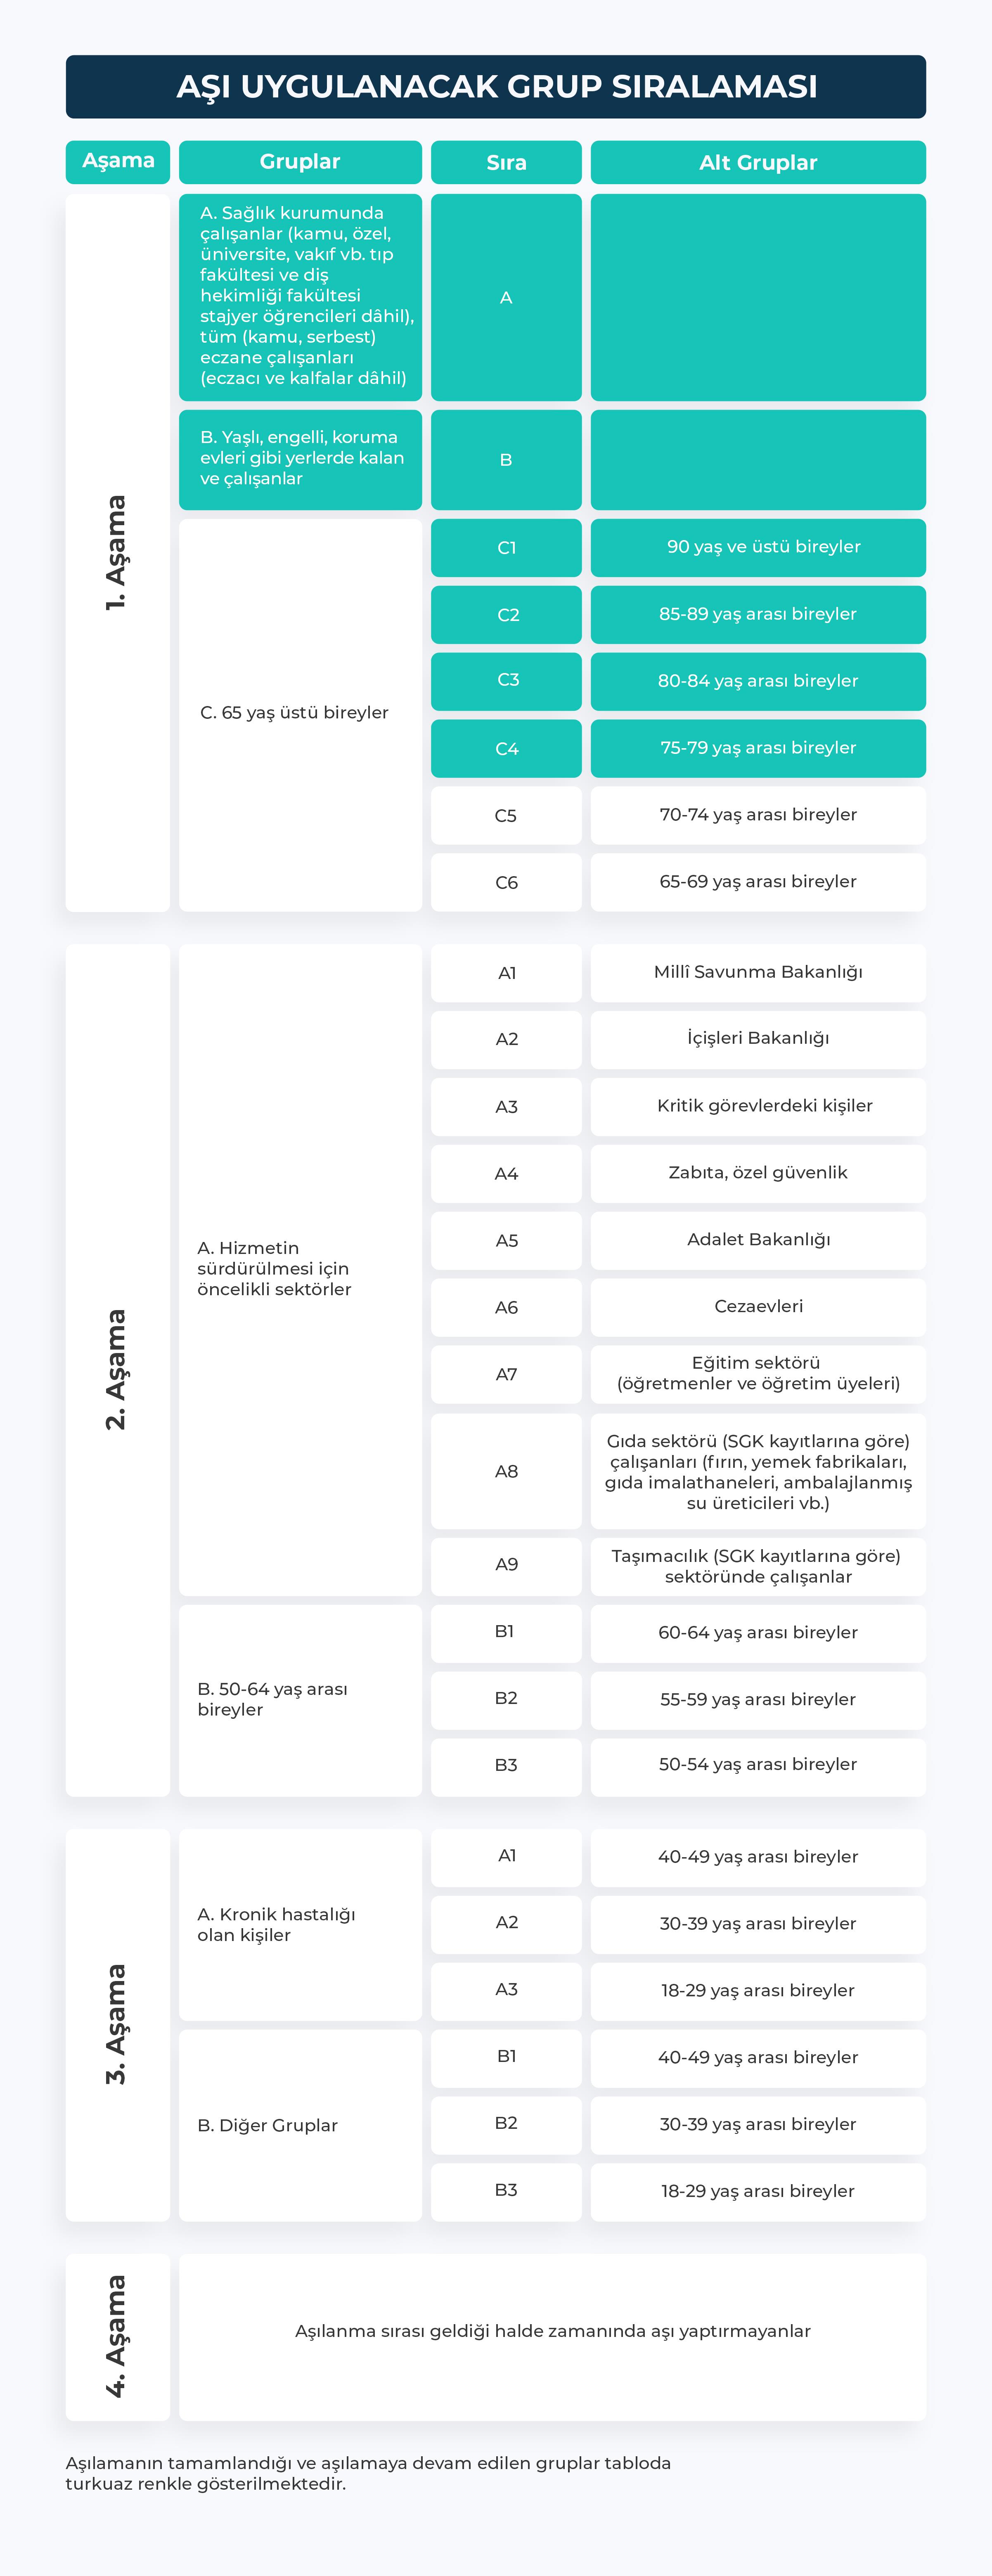 AŞI UYGULANACAK GRUP SIRALAMASI
Aşama
Gruplar
Sıra
Alt Gruplar
1. Aşama
A. Sağlık kurumunda
çalışanlar (kamu, özel,
üniversite, vakıf vb. tıp
fakültesi ve diş
hekimliği fakültesi
stajyer öğrencileri dâhil),
tüm (kamu, serbest)
eczane çalışanları
(eczacı ve kalfalar dâhil)
A
B. Yaşlı, engelli, koruma
evleri gibi yerlerde kalan
ve çalışanlar
B
C. 65 yaş üstü bireyler
C1
90 yaş ve üstü bireyler
C2
85-89 yaş arası bireyler
C3
80-84 yaş arası bireyler
C4
75-79 yaş arası bireyler
C5
70-74 yaş arası bireyler
C6
65-69 yaş arası bireyler
2. Aşama
A. Hizmetin
sürdürülmesi için
öncelikli sektörler
A1
Millî Savunma Bakanlığı
A2
İçişleri Bakanlığı
A3
Kritik görevlerdeki kişiler
A4
Zabıta, özel güvenlik
A5
Adalet Bakanlığı
A6
Cezaevleri
A7
Eğitim sektörü
(öğretmenler ve öğretim üyeleri)
A8
Gıda sektörü (SGK kayıtlarına göre)
çalışanları (fırın, yemek fabrikaları,
gıda imalathaneleri, ambalajlanmış
su üreticileri vb.)
A9
Taşımacılık (SGK kayıtlarına göre)
sektöründe çalışanlar
B. 50-64 yaş arası
bireyler
B1
60-64 yaş arası bireyler
B2
55-59 yaş arası bireyler
B3
50-54 yaş arası bireyler
3. Aşama
A. Kronik hastalığı
olan kişiler
A1
40-49 yaş arası bireyler
A2
30-39 yaş arası bireyler
A3
18-29 yaş arası bireyler
B. Diğer Gruplar
B1
40-49 yaş arası bireyler
B2
30-39 yaş arası bireyler
B3
18-29 yaş arası bireyler
4. Aşama
Aşılanma sırası geldiği halde zamanında aşı yaptırmayanlar
Aşılamanın tamamlandığı ve aşılamaya devam edilen gruplar tabloda
turkuaz renkle gösterilmektedir.